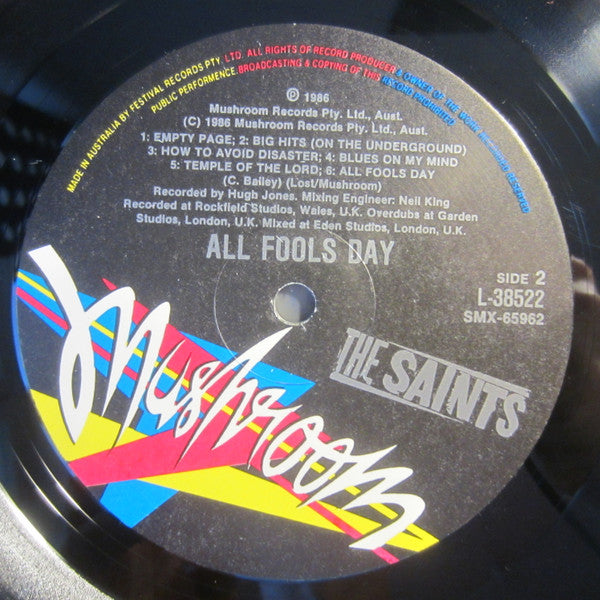 MADE IN AUSTRALIA BY FESTIVAL RECORDS PTY. LTD. ALL RIGHTS OF RECORD PRODUCER & OWNER OF THE WORK RESERVED
PUBLIC PERFORMENCE. BROADCASTING & COPYING OF THIS RECORD PROHIBITED
℗ 1986
Mushroom Records Pty. Ltd., Aust.
(C) 1986 Mushroom Records Pty. Ltd., Aust.
1: EMPTY PAGE; 2: BIG HITS (ON THE UNDERGROUND)
3: HOW TO AVOID DISASTER; 4: BLUES ON MY MIND
5: TEMPLE OF THE LORD; 6: ALL FOOLS DAY
(C. Bailey) (Lost/Mushroom)
Recorded by Hugh Jones. Mixing Engineer: Neil King
Recorded at Rockfield Studios, Wales, U.K. Overdubs at Garden
Studios, London, U.K. Mixed at Eden Studios, London, U.K.
ALL FOOLS DAY
SIDE 2
L-38522
SMX-65962
THE SAINTS
Mushroom